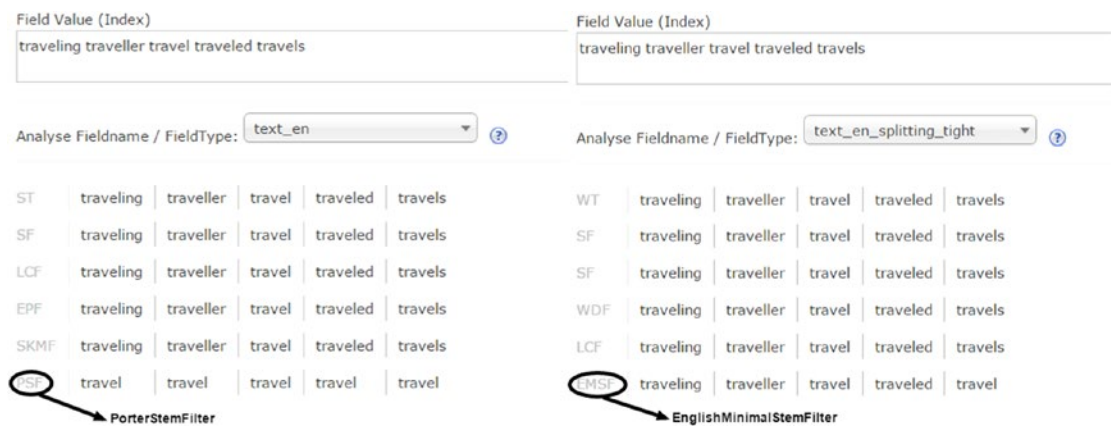 Field Value (Index)
traveling traveller travel traveled travels
Analyse Fieldname / FieldType: text_en ?
ST traveling traveller travel traveled travels
SF traveling traveller travel traveled travels
LCF traveling traveller travel traveled travels
EPF traveling traveller travel traveled travels
SKMF traveling traveller travel traveled travels
PSF travel travel travel travel travel
PorterStemFilter
Field Value (Index)
traveling traveller travel traveled travels
Analyse Fieldname / FieldType: text_en_splitting_tight ?
WT traveling traveller travel traveled travels
SF traveling traveller travel traveled travels
SF traveling traveller travel traveled travels
WDF traveling traveller travel traveled travels
LCF traveling traveller travel traveled travels
EMSF traveling traveller travel traveled travel
EnglishMinimalStemFilter